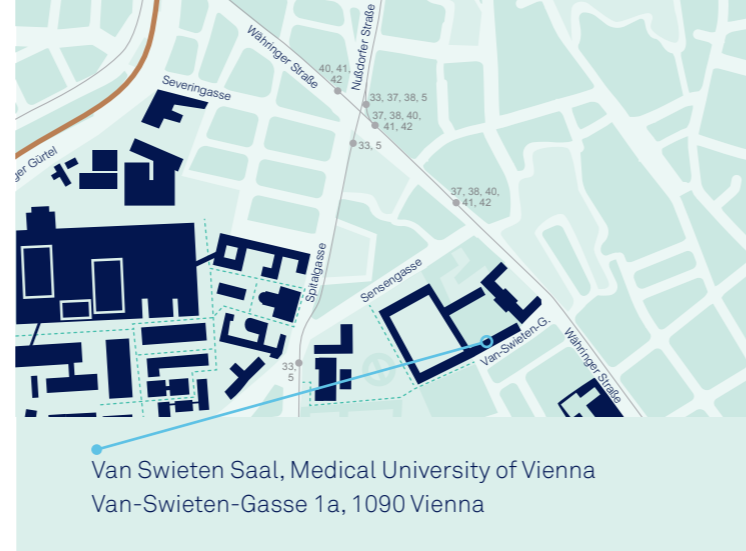 Währinger Straße
Nußdorfer Straße
40, 41,
42
Severingasse
33, 37, 38, 5
37, 38, 40,
41, 42
33, 5
ger Gürtel
37, 38, 40,
41, 42
Spitalgasse
Sensengasse
Van-Swieten-G.
Währinger Straße
33,
5
Van Swieten Saal, Medical University of Vienna
Van-Swieten-Gasse 1a, 1090 Vienna